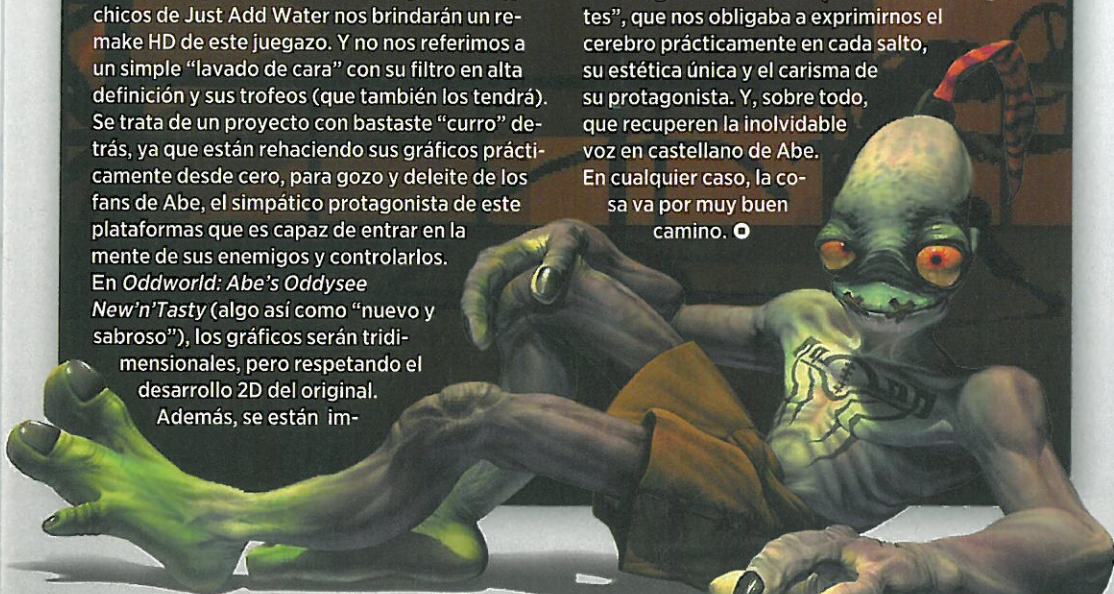 chicos de Just Add Water nos brindarán un re-
make HD de este juegazo. Y no nos referimos a
un simple “lavado de cara” con su filtro en alta
definición y sus trofeos (que también los tendrá).
Se trata de un proyecto con bastaste “curro” de-
trás, ya que están rehaciendo sus gráficos prácti-
camente desde cero, para gozo y deleite de los
fans de Abe, el simpático protagonista de este
plataformas que es capaz de entrar en la
mente de sus enemigos y controlarlos.
En Oddworld: Abe's Oddysee
New'n'Tasty (algo así como “nuevo y
sabroso”), los gráficos serán tridi-
mensionales, pero respetando el
desarrollo 2D del original.
Además, se están im-
tes”, que nos obligaba a exprimirnos el
cerebro prácticamente en cada salto,
su estética única y el carisma de
su protagonista. Y, sobre todo,
que recuperen la inolvidable
voz en castellano de Abe.
En cualquier caso, la co-
sa va por muy buen
camino.